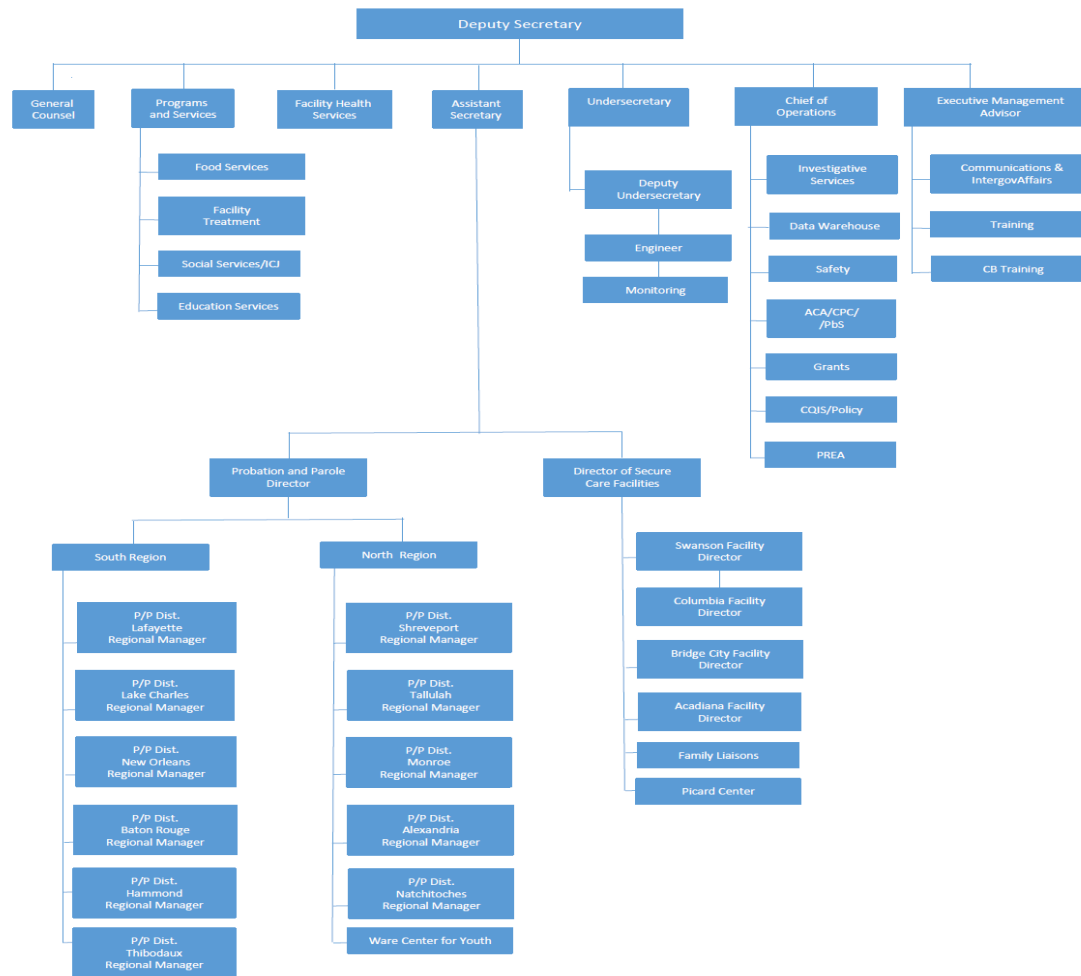 Deputy Secretary
General
Counsel
Programs
and Services
Facility Health
Services
Assistant
Secretary
Undersecretary
Chief of
Operations
Executive Management
Advisor
Food Services
Facility
Treatment
Social Services/ICJ
Education Services
Deputy
Undersecretary
Engineer
Monitoring
Investigative
Services
Data Warehouse
Safety
ACA/CPC/
/PbS
Grants
CQIS/Policy
PREA
Communications &
IntergovAffairs
Training
CB Training
Probation and Parole
Director
Director of Secure
Care Facilities
South Region
North Region
P/P Dist.
Lafayette
Regional Manager
P/P Dist.
Lake Charles
Regional Manager
P/P Dist.
New Orleans
Regional Manager
P/P Dist.
Baton Rouge
Regional Manager
P/P Dist.
Hammond
Regional Manager
P/P Dist.
Thibodaux
Regional Manager
P/P Dist.
Shreveport
Regional Manager
P/P Dist.
Tallulah
Regional Manager
P/P Dist.
Monroe
Regional Manager
P/P Dist.
Alexandria
Regional Manager
P/P Dist.
Natchitoches
Regional Manager
Ware Center for Youth
Swanson Facility
Director
Columbia Facility
Director
Bridge City Facility
Director
Acadiana Facility
Director
Family Liaisons
Picard Center